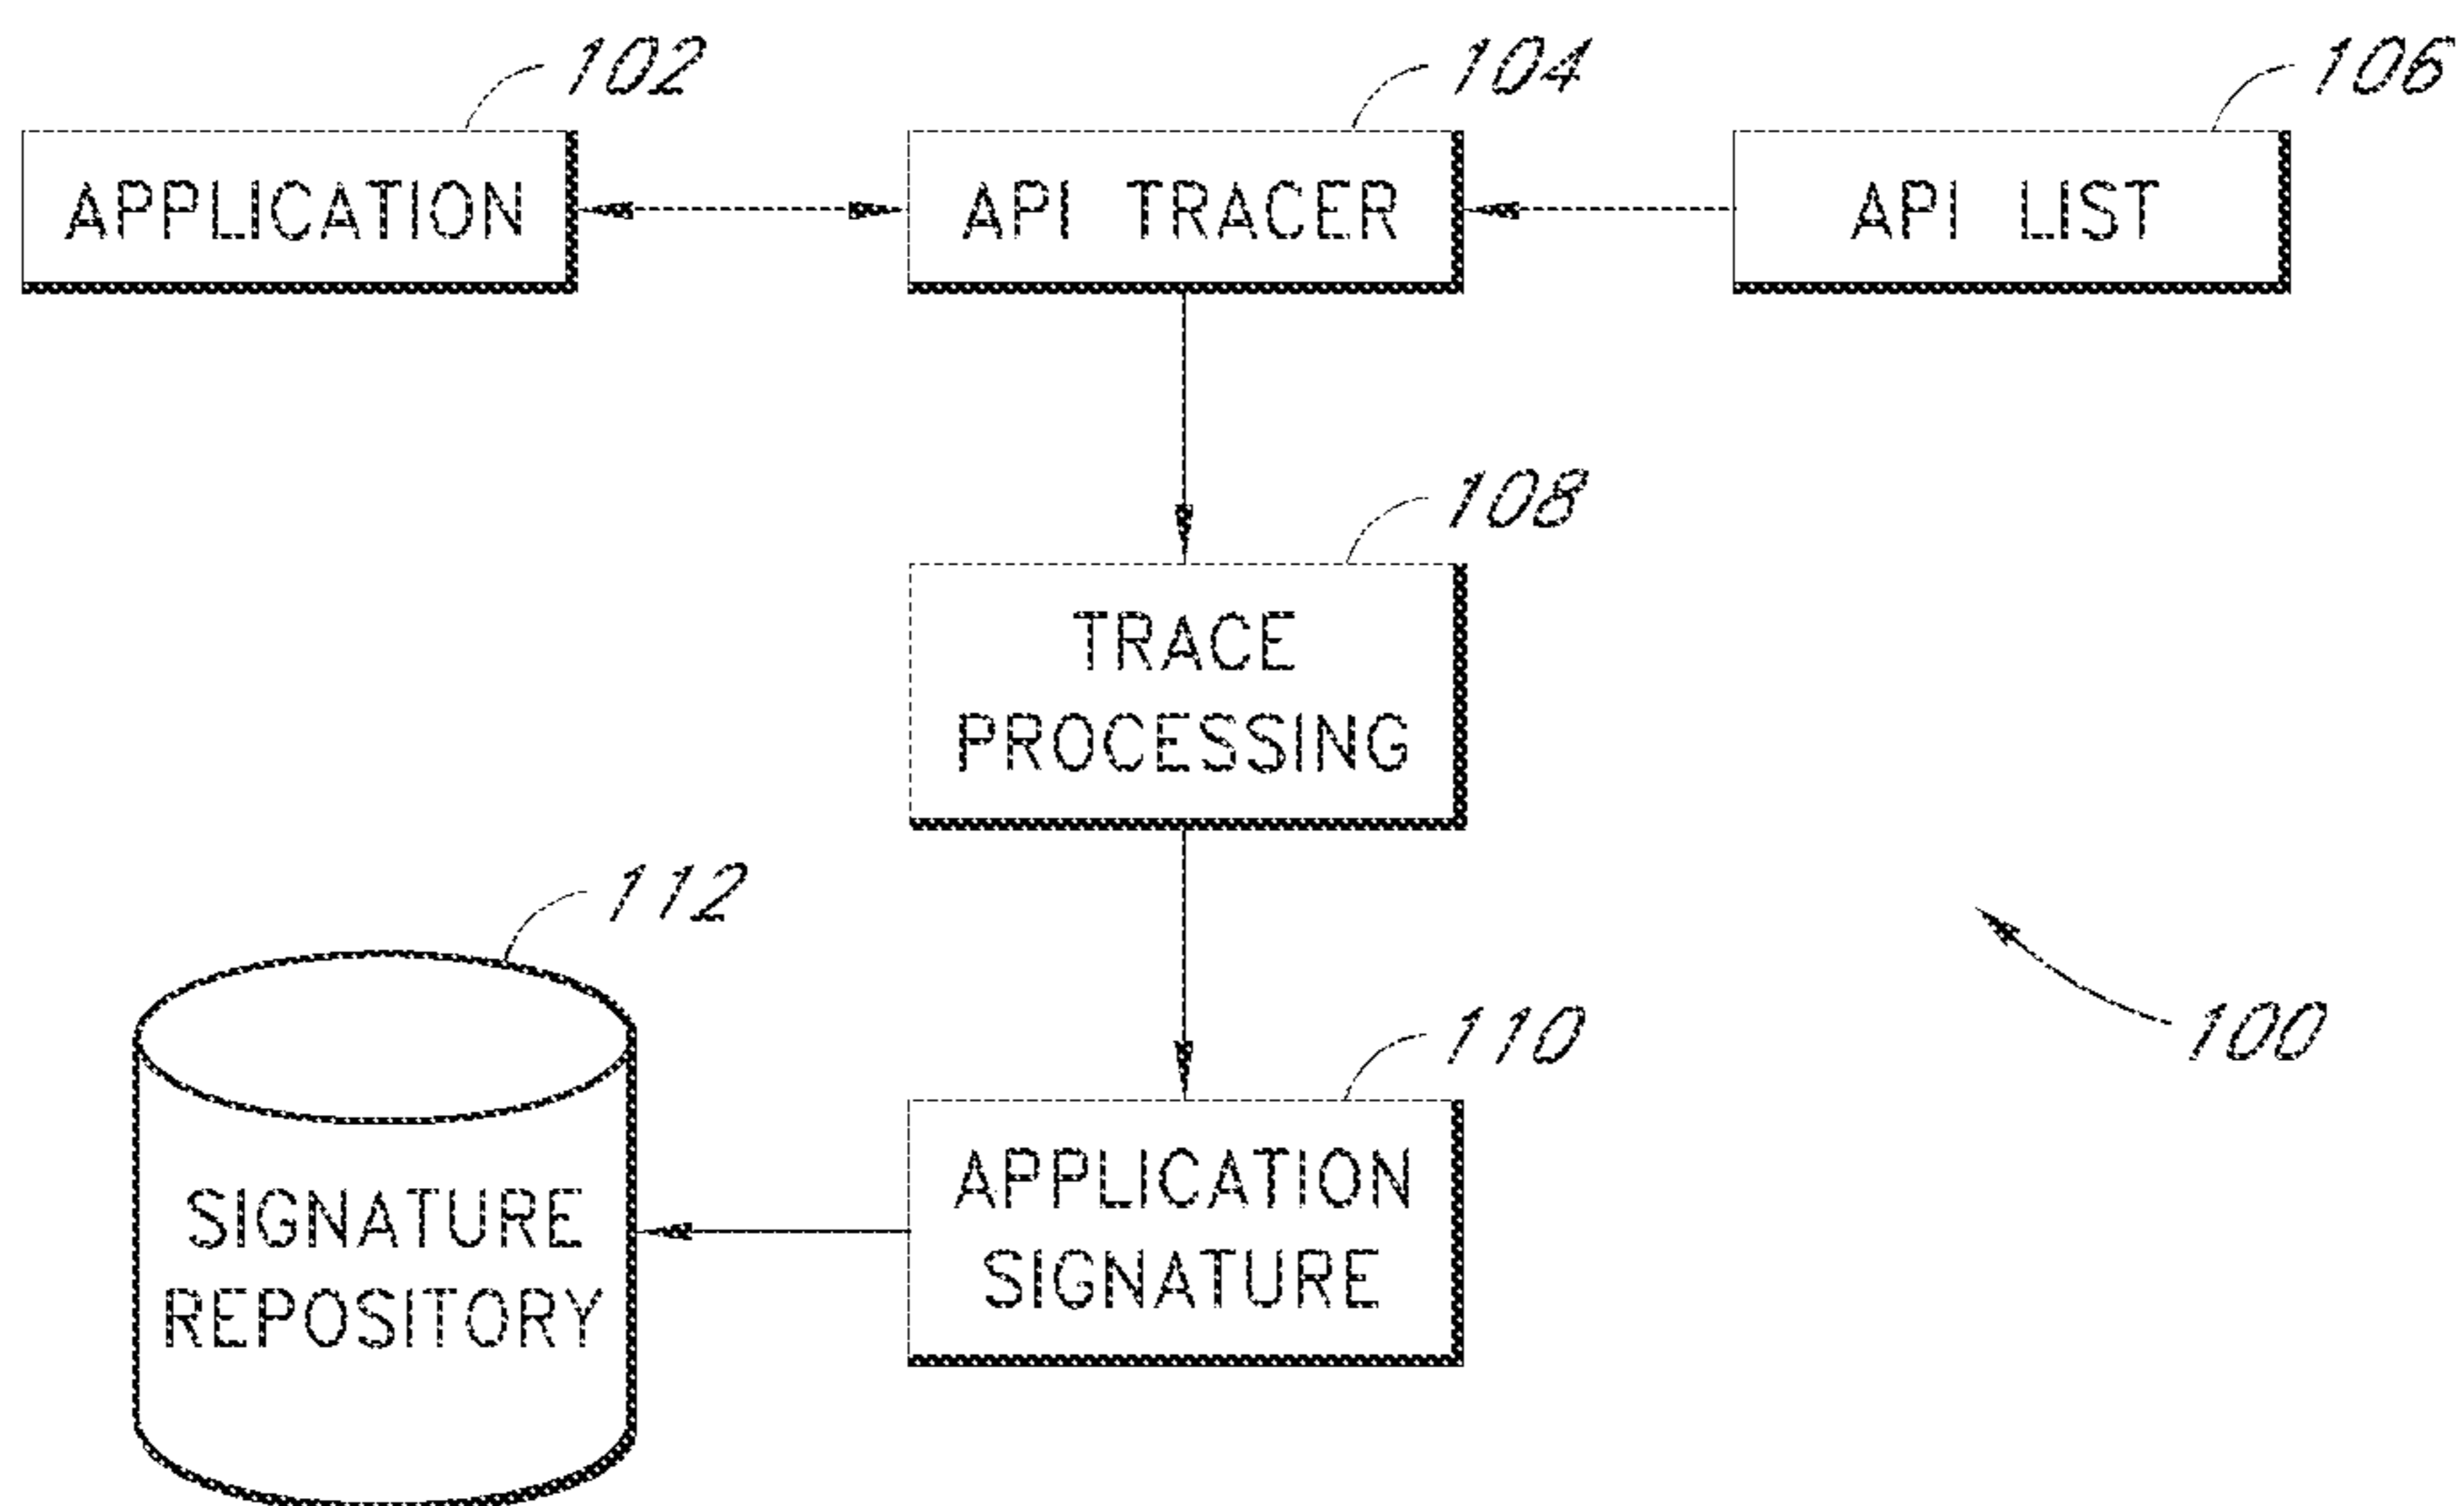 102
104
106
APPLICATION
API TRACER
API LIST
108
TRACE
PROCESSING
112
100
110
APPLICATION
SIGNATURE
SIGNATURE
REPOSITORY